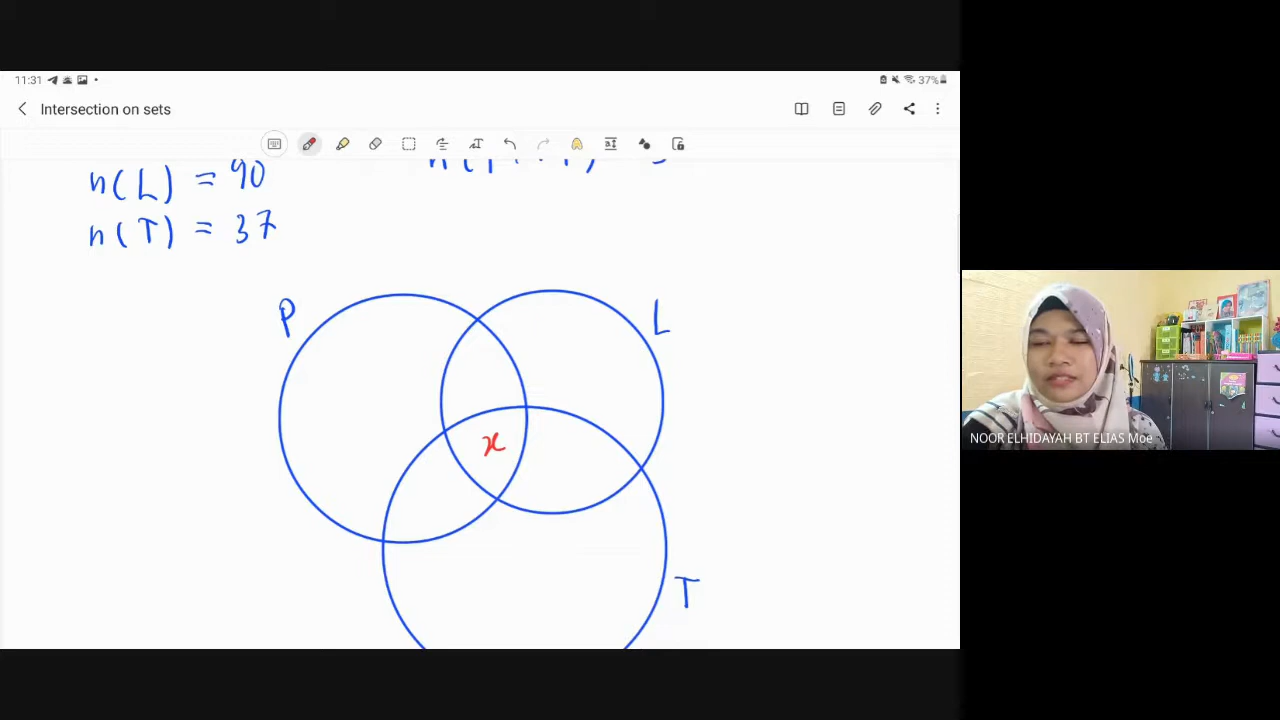 11:31 37%
Intersection on sets
n(L) = 90
n(T) = 37
P
L
x
T
NOOR ELHIDAYAH BT ELIAS Moe